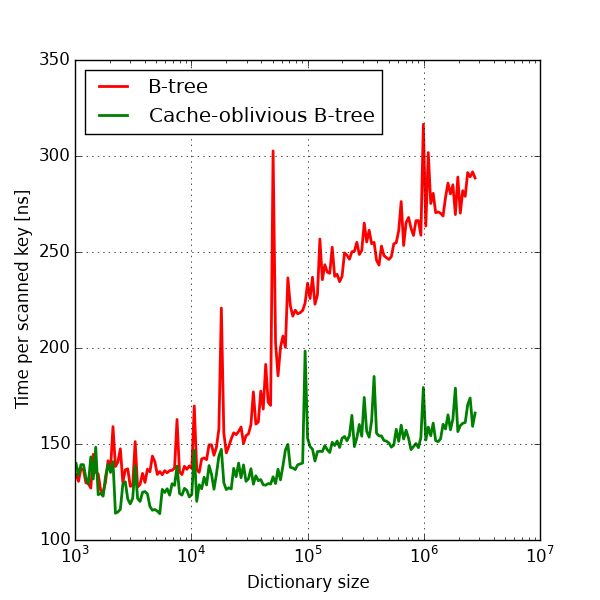 350
300
250
200
150
100
Time per scanned key [ns]
B-tree
Cache-oblivious B-tree
10^3
10^4
10^5
10^6
10^7
Dictionary size